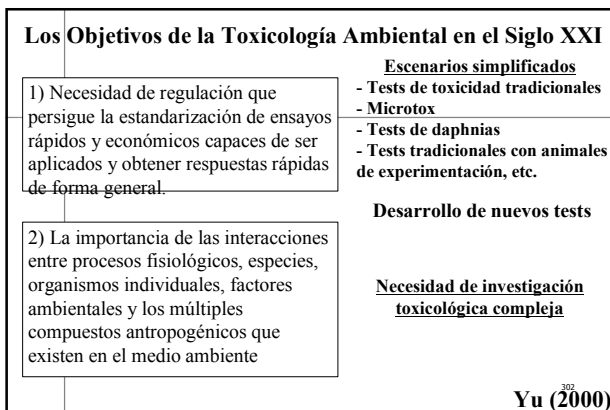 Los Objetivos de la Toxicología Ambiental en el Siglo XXI
1) Necesidad de regulación que
persigue la estandarización de ensayos
rápidos y económicos capaces de ser
aplicados y obtener respuestas rápidas
de forma general.
Escenarios simplificados
- Tests de toxicidad tradicionales
- Microtox
- Tests de daphnias
- Tests tradicionales con animales
de experimentación, etc.
Desarrollo de nuevos tests
2) La importancia de las interacciones
entre procesos fisiológicos, especies,
organismos individuales, factores
ambientales y los múltiples
compuestos antropogénicos que
existen en el medio ambiente
Necesidad de investigación
toxicológica compleja
302
Yu (2000)